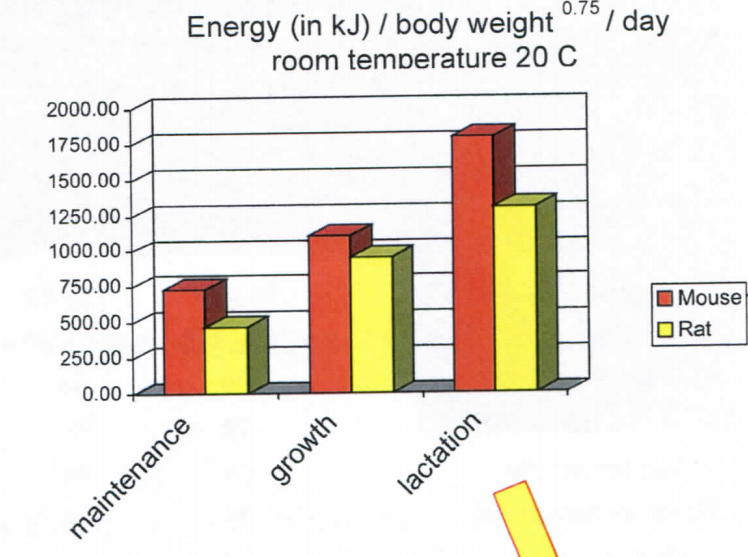 Energy (in kJ) / body weight 0.75 / day
room temperature 20 C
2000.00
1750.00
1500.00
1250.00
1000.00
750.00
500.00
250.00
0.00
maintenance
growth
lactation
Mouse
Rat